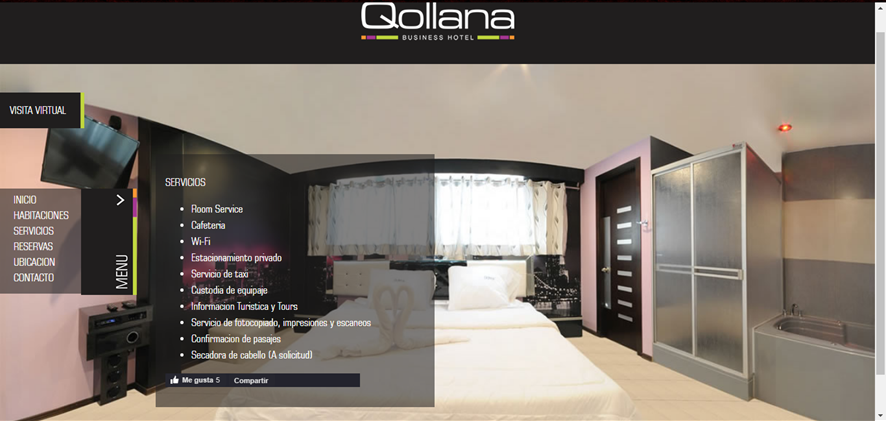 Qollana
BUSINESS HOTEL
VISITA VIRTUAL
INICIO
HABITACIONES
SERVICIOS
RESERVAS
UBICACION
CONTACTO
MENU
SERVICIOS
Room Service
Cafeteria
Wi-Fi
Estacionamiento privado
Servicio de taxi
Custodia de equipaje
Informacion Turistica y Tours
Servicio de fotocopiado, impresiones y escaneos
Confirmacion de pasajes
Secadora de cabello (A solicitud)
Me gusta 5 Compartir